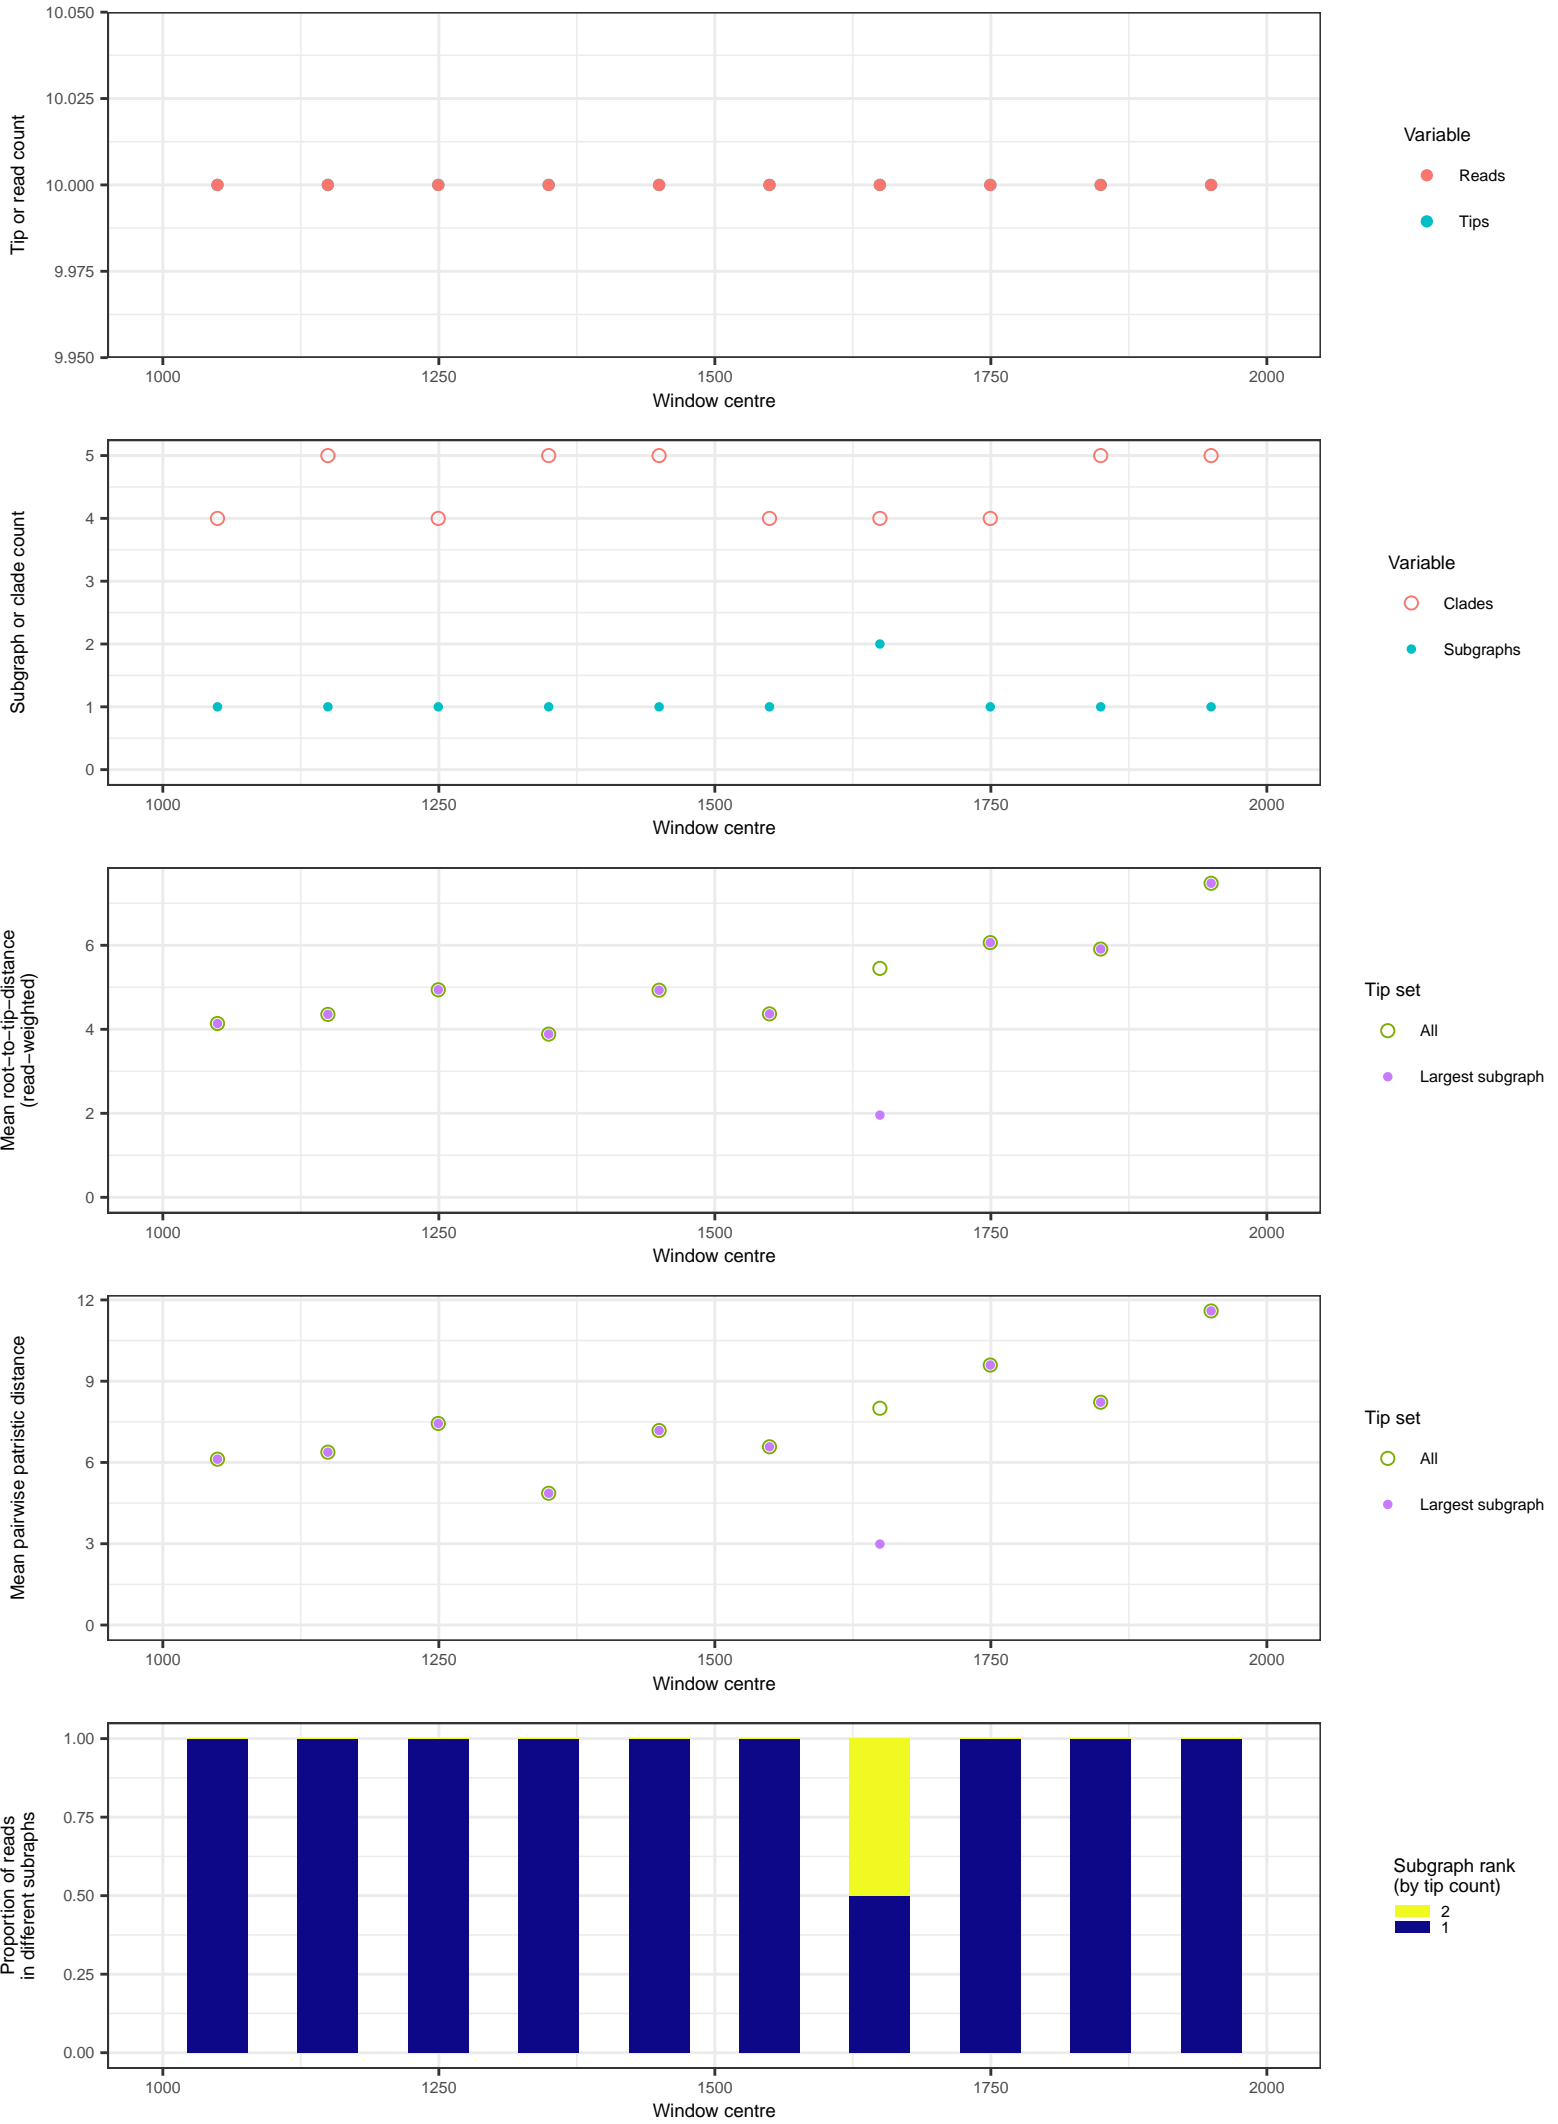 10.050
10.025
10.000
9.975
9.950
Tip or read count
1000 1250 1500 1750 2000
Window centre
Variable
Reads
Tips
5
4
3
2
1
0
Subgraph or clade count
1000 1250 1500 1750 2000
Window centre
Variable
Clades
Subgraphs
6
4
2
0
Mean root−to−tip−distance
(read−weighted)
1000 1250 1500 1750 2000
Window centre
Tip set
All
Largest subgraph
12
9
6
3
0
Mean pairwise patristic distance
1000 1250 1500 1750 2000
Window centre
Tip set
All
Largest subgraph
1.00
0.75
0.50
0.25
0.00
Proportion of reads
in different subraphs
1000 1250 1500 1750 2000
Window centre
Subgraph rank
(by tip count)
2
1